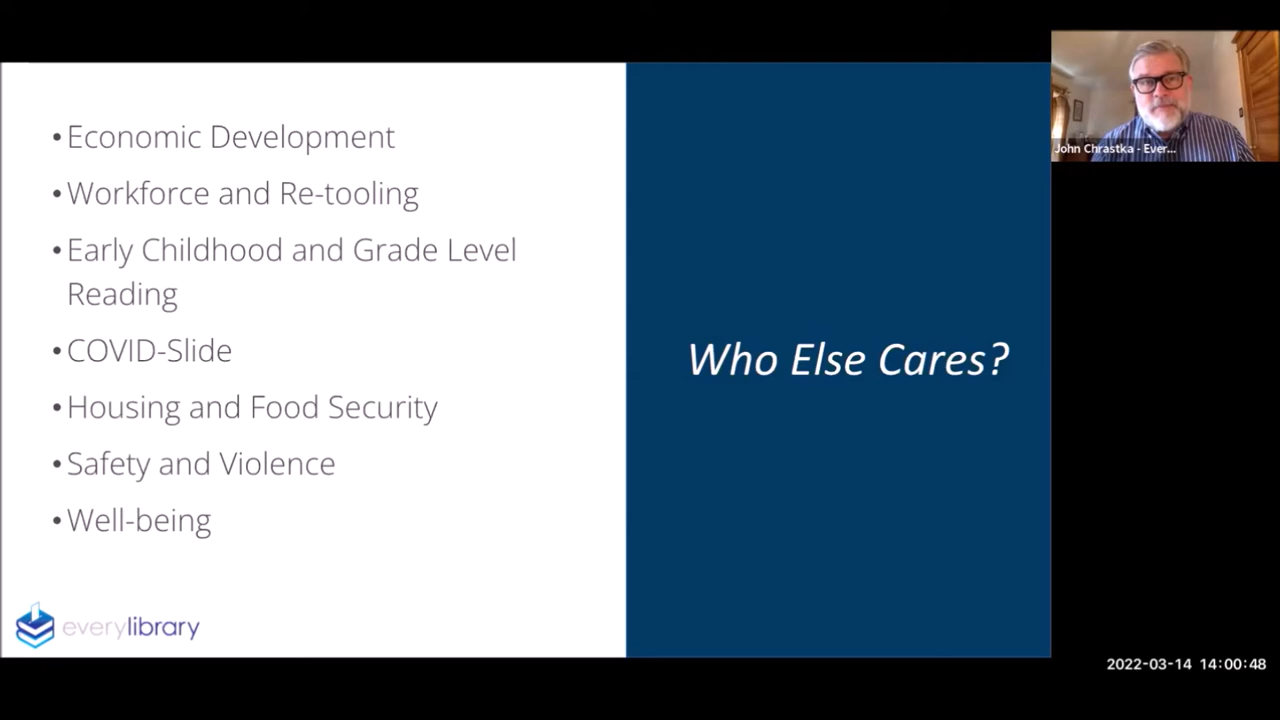 •Economic Development
•Workforce and Re-tooling
•Early Childhood and Grade Level
Reading
•COVID-Slide
•Housing and Food Security
•Safety and Violence
•Well-being
everylibrary
Who Else Cares?
John Chrastka - Ever...
2022-03-14 14:00:48